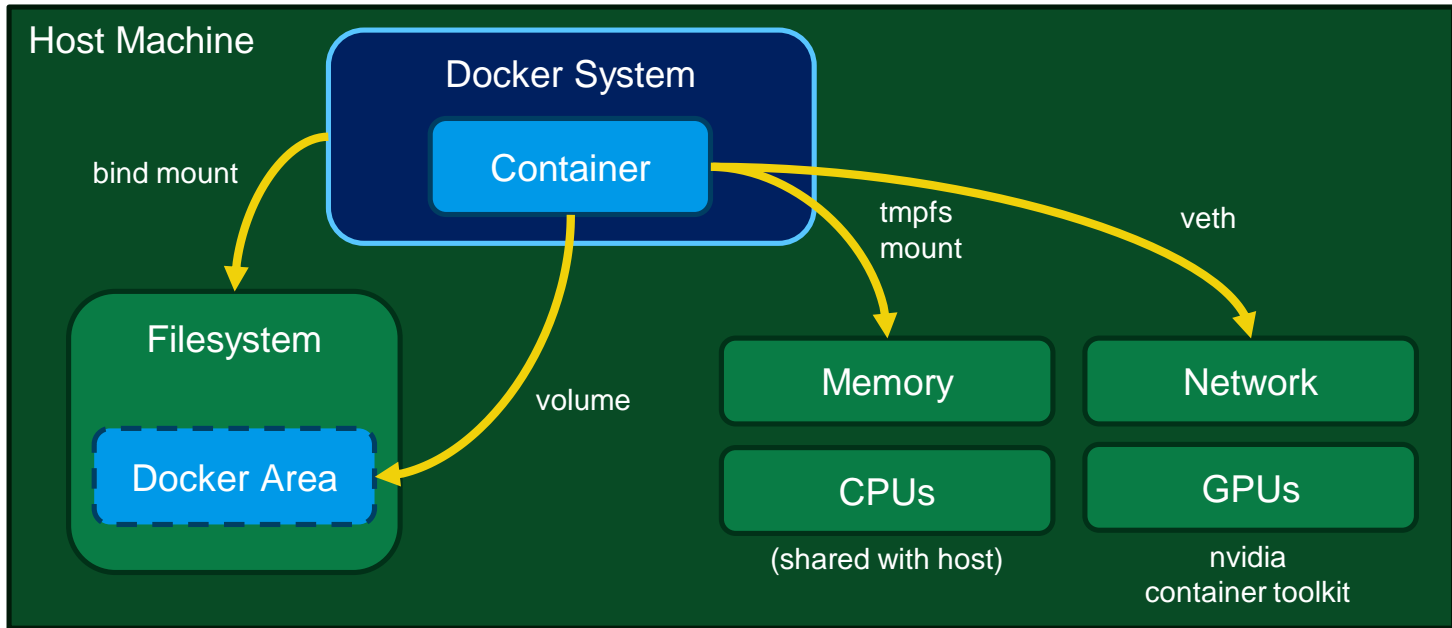 Host Machine
Docker System
Container
bind mount
tmpfs
mount
veth
Filesystem
volume
Docker Area
Memory
Network
CPUs
GPUs
(shared with host)
nvidia
container toolkit